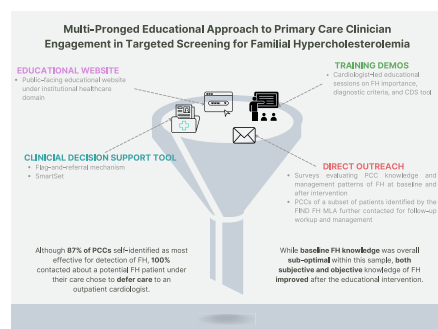 Multi-Pronged Educational Approach to Primary Care Clinician
Engagement in Targeted Screening for Familial Hypercholesterolemia
EDUCATIONAL WEBSITE
• Public-facing educational website
under institutional healthcare
domain
TRAINING DEMOS
• Cardiologist-led educational
sessions on FH importance,
diagnostic criteria, and CDS tool
CLINICIAL DECISION SUPPORT TOOL
• Flag-and-referral mechanism
• SmartSet
DIRECT OUTREACH
• Surveys evaluating PCC knowledge and
management patterns of FH at baseline and
after intervention
• PCCs of a subset of patients identified by the
FIND FH MLA further contacted for follow-up
workup and management
Although 87% of PCCs self-identified as most
effective for detection of FH, 100%
contacted about a potential FH patient under
their care chose to defer care to an
outpatient cardiologist.
While baseline FH knowledge was overall
sub-optimal within this sample, both
subjective and objective knowledge of FH
improved after the educational intervention.